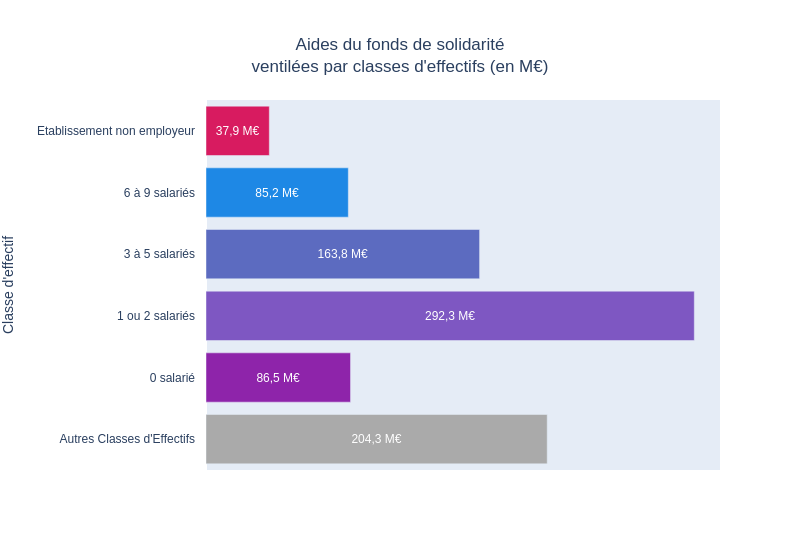 Aides du fonds de solidarité
ventilées par classes d'effectifs (en M€)
Classe d'effectif
Etablissement non employeur 37,9 M€
6 à 9 salariés 85,2 M€
3 à 5 salariés 163,8 M€
1 ou 2 salariés 292,3 M€
0 salarié 86,5 M€
Autres Classes d'Effectifs 204,3 M€